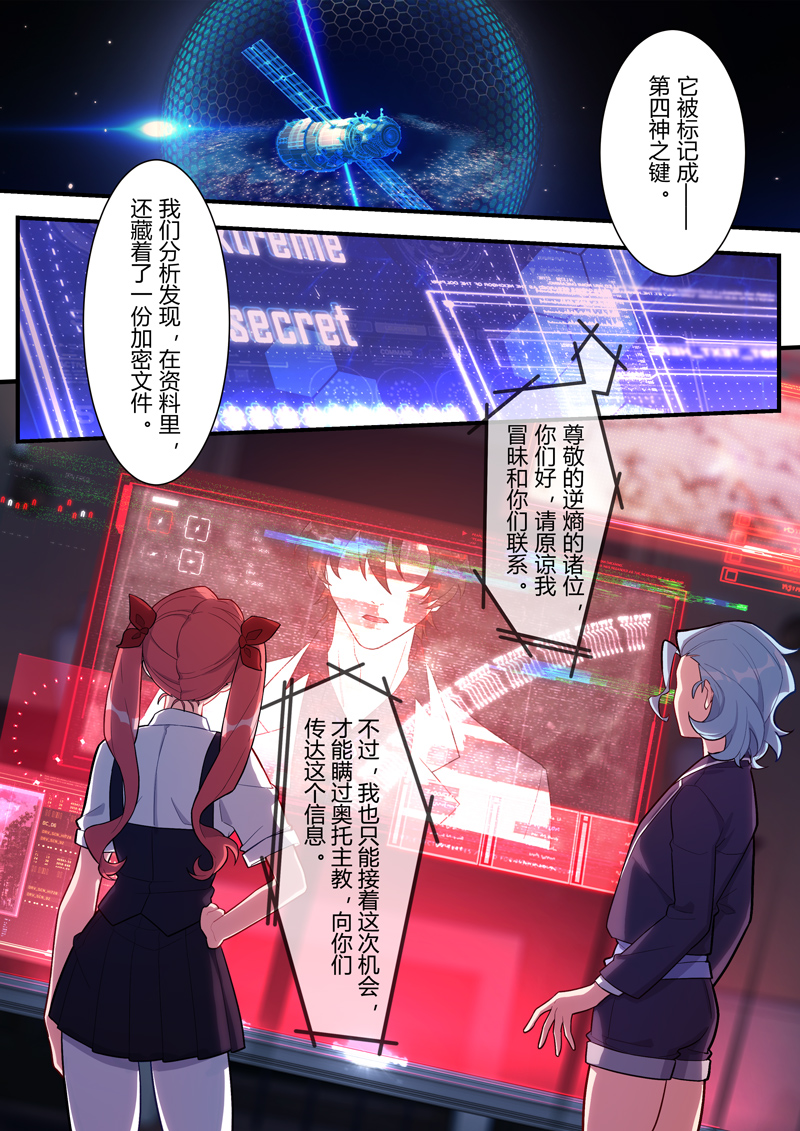 它被标记成——
第四神之键。
我们分析发现，在资料里，
还藏着了一份加密文件。
extreme
secret
尊敬的逆熵的诸位，
你们好，请原谅我
冒昧和你们联系。
不过，我也只能接着这次机会，
才能瞒过奥托主教，向你们
传达这个信息。